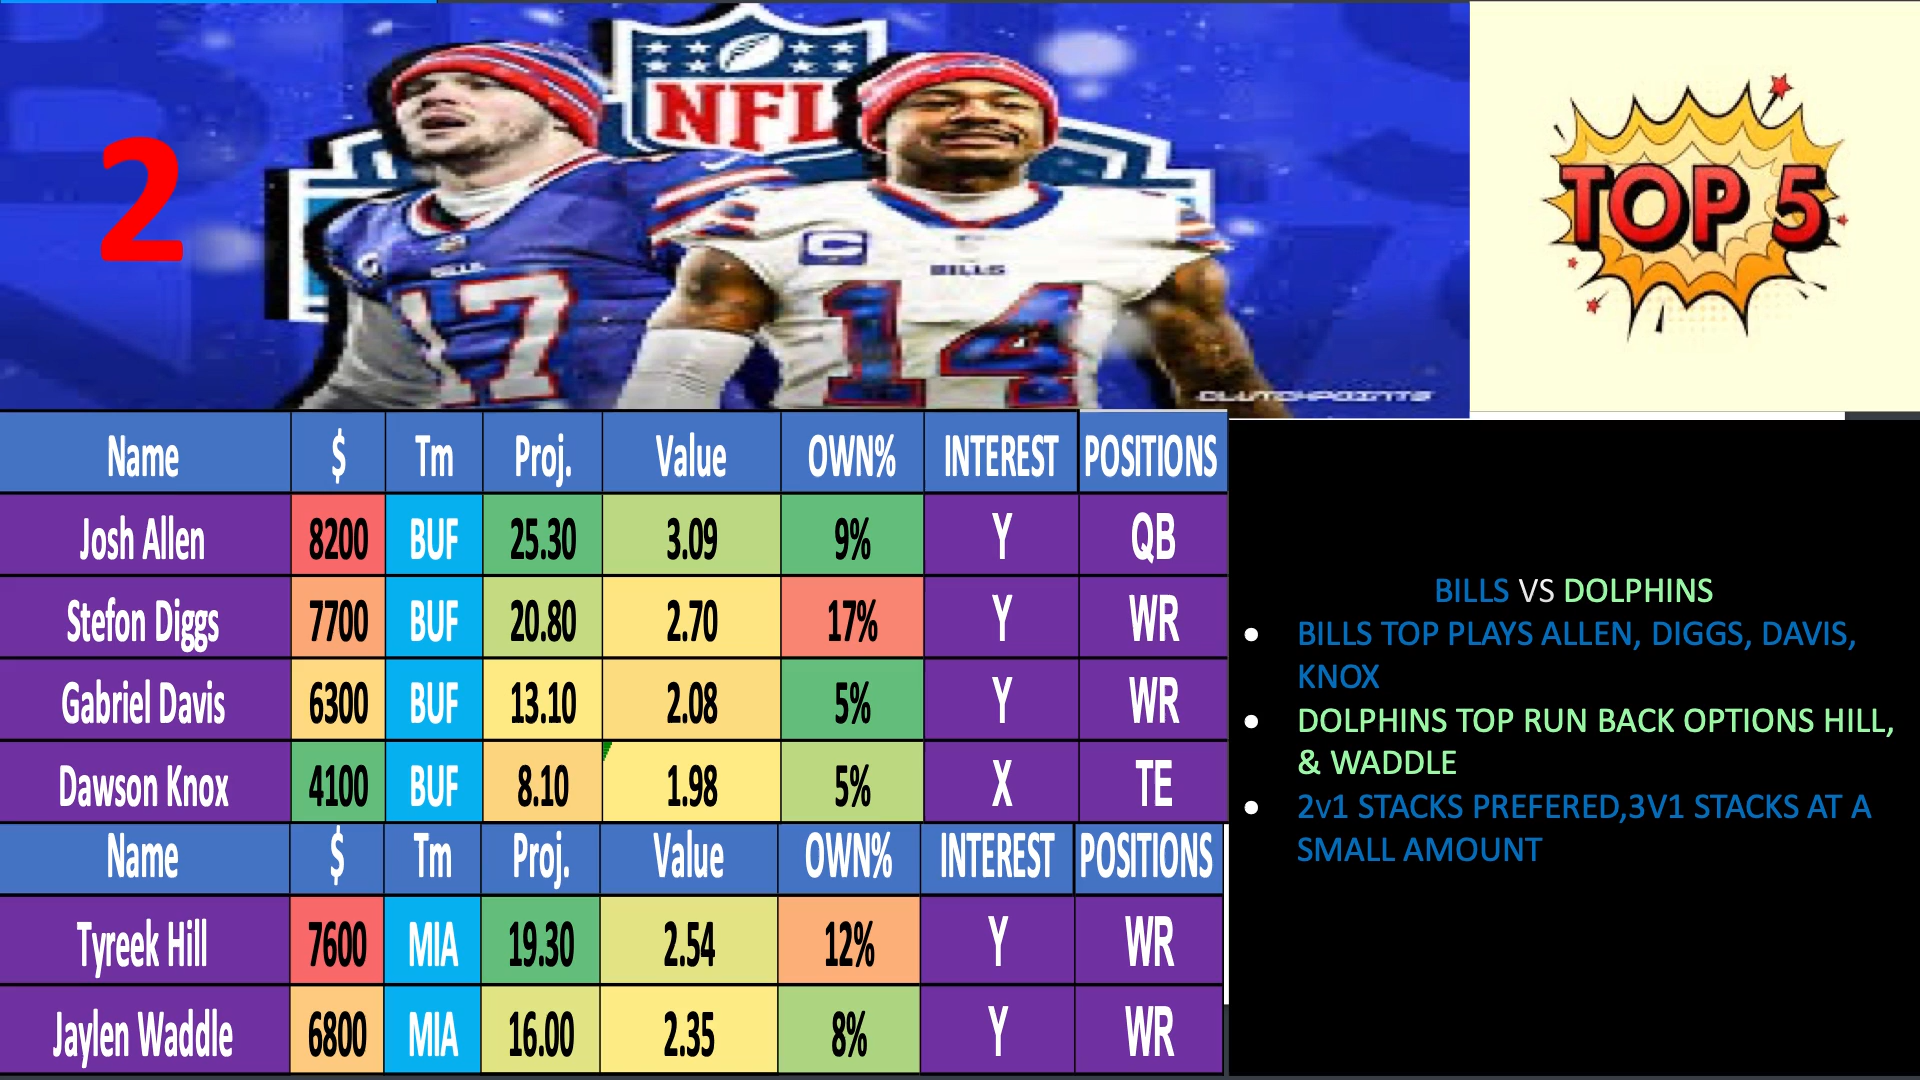 2
NFL
TOP 5
BILLS
17
C
BILLS
14
CLUTCHPOINTS
Name $ Tm Proj. Value OWN% INTEREST POSITIONS
Josh Allen 8200 BUF 25.30 3.09 9% Y QB
Stefon Diggs 7700 BUF 20.80 2.70 17% Y WR
Gabriel Davis 6300 BUF 13.10 2.08 5% Y WR
Dawson Knox 4100 BUF 8.10 1.98 5% X TE
Name $ Tm Proj. Value OWN% INTEREST POSITIONS
Tyreek Hill 7600 MIA 19.30 2.54 12% Y WR
Jaylen Waddle 6800 MIA 16.00 2.35 8% Y WR
BILLS VS DOLPHINS
• BILLS TOP PLAYS ALLEN, DIGGS, DAVIS,
KNOX
• DOLPHINS TOP RUN BACK OPTIONS HILL,
& WADDLE
• 2v1 STACKS PREFERED,3V1 STACKS AT A
SMALL AMOUNT